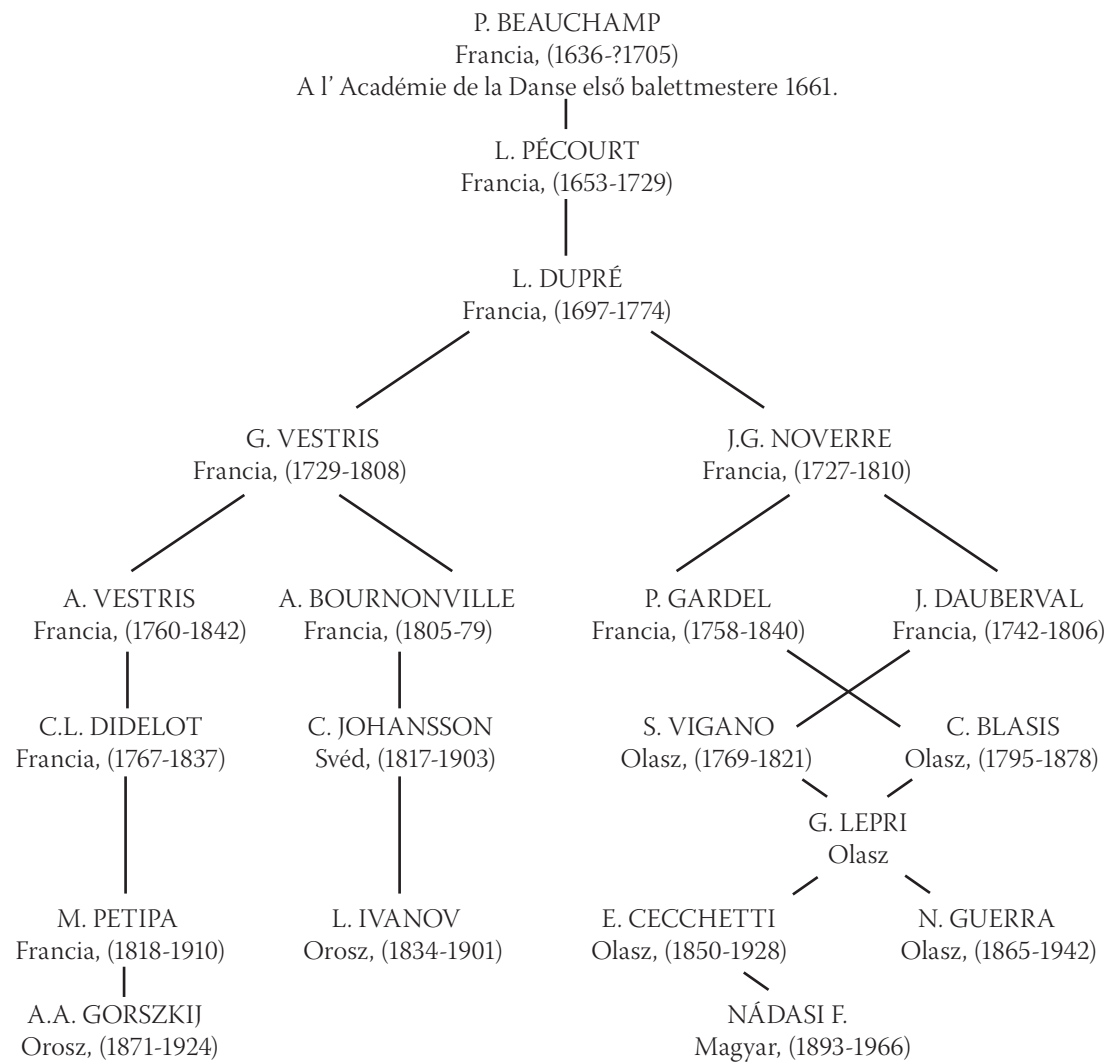 P. BEAUCHAMP
Francia, (1636-?1705)
A l' Académie de la Danse első balettmestere 1661.
L. PÉCOURT
Francia, (1653-1729)
L. DUPRÉ
Francia, (1697-1774)
G. VESTRIS
Francia, (1729-1808)
J.G. NOVERRE
Francia, (1727-1810)
A. VESTRIS
Francia, (1760-1842)
A. BOURNONVILLE
Francia, (1805-79)
P. GARDEL
Francia, (1758-1840)
J. DAUBERVAL
Francia, (1742-1806)
C.L. DIDELOT
Francia, (1767-1837)
C. JOHANSSON
Svéd, (1817-1903)
S. VIGANO
Olasz, (1769-1821)
C. BLASIS
Olasz, (1795-1878)
G. LEPRI
Olasz
M. PETIPA
Francia, (1818-1910)
L. IVANOV
Orosz, (1834-1901)
E. CECCHETTI
Olasz, (1850-1928)
N. GUERRA
Olasz, (1865-1942)
A.A. GORSZKIJ
Orosz, (1871-1924)
NÁDASI F.
Magyar, (1893-1966)